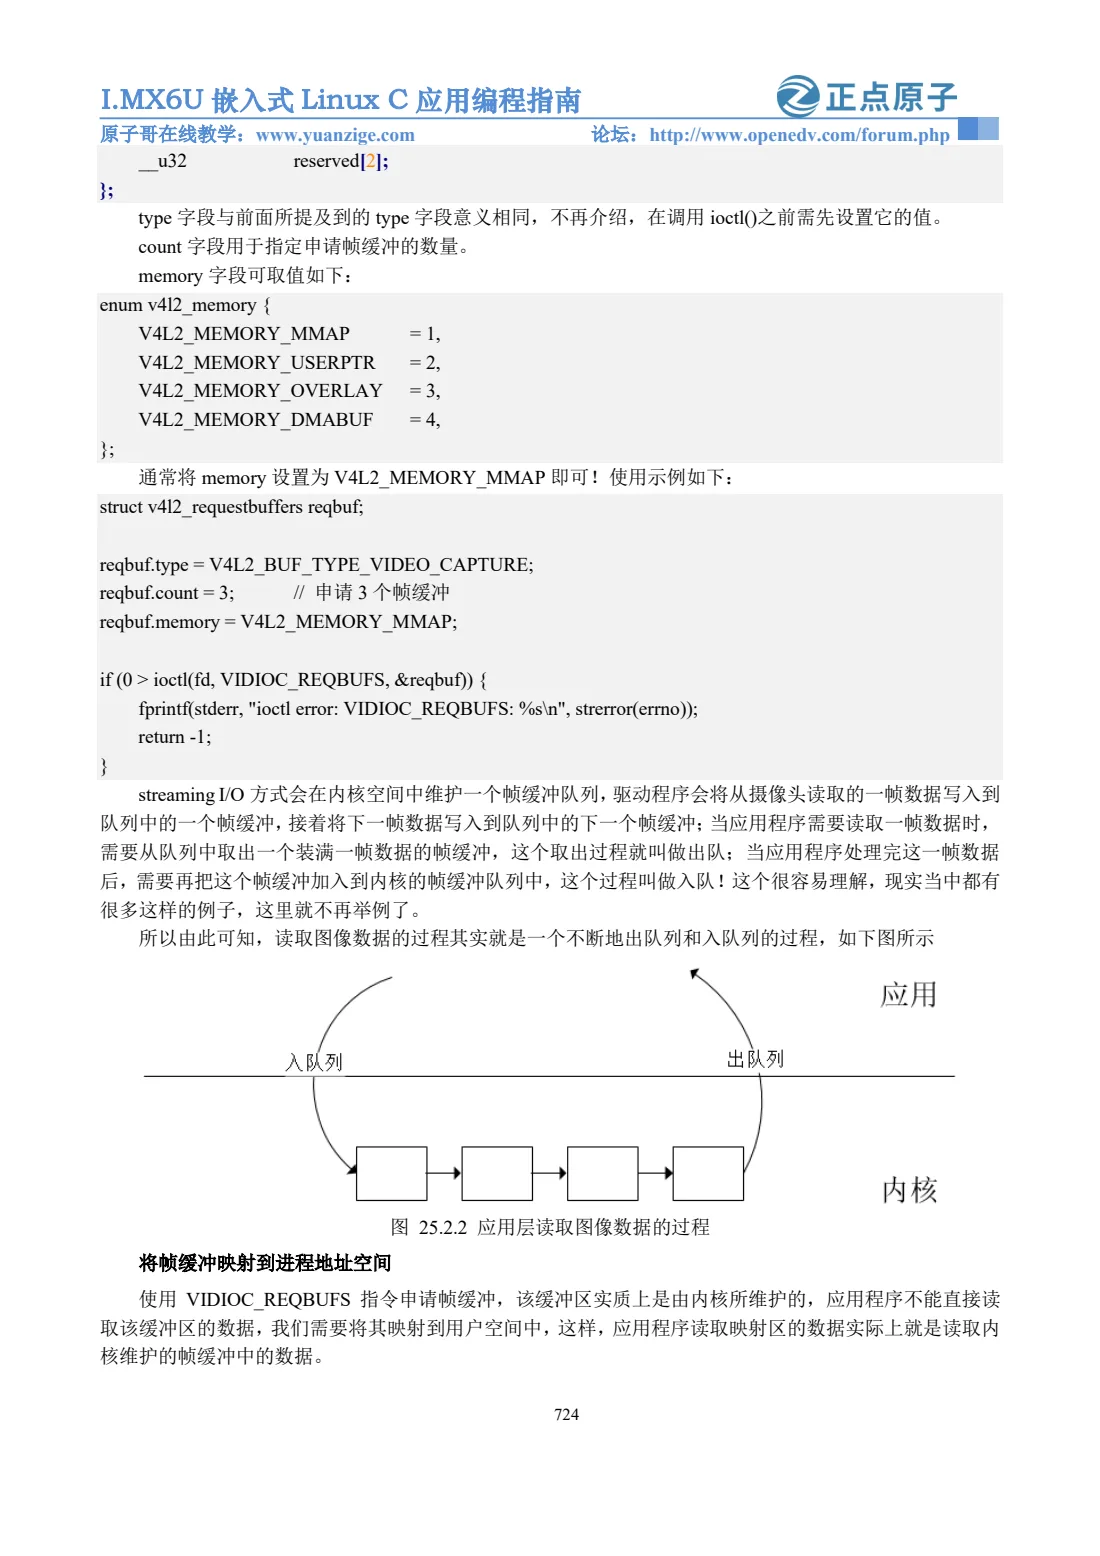 I.MX6U 嵌入式 Linux C 应用编程指南
正点原子
原子哥在线教学：www.yuanzige.com 论坛：http://www.openedv.com/forum.php
__u32 reserved[2];
};
type 字段与前面所提及到的 type 字段意义相同，不再介绍，在调用 ioctl()之前需先设置它的值。
count 字段用于指定申请帧缓冲的数量。
memory 字段可取值如下：
enum v4l2_memory {
V4L2_MEMORY_MMAP = 1,
V4L2_MEMORY_USERPTR = 2,
V4L2_MEMORY_OVERLAY = 3,
V4L2_MEMORY_DMABUF = 4,
};
通常将 memory 设置为 V4L2_MEMORY_MMAP 即可！使用示例如下：
struct v4l2_requestbuffers reqbuf;
reqbuf.type = V4L2_BUF_TYPE_VIDEO_CAPTURE;
reqbuf.count = 3; // 申请 3 个帧缓冲
reqbuf.memory = V4L2_MEMORY_MMAP;
if (0 > ioctl(fd, VIDIOC_REQBUFS, &reqbuf)) {
fprintf(stderr, "ioctl error: VIDIOC_REQBUFS: %s\n", strerror(errno));
return -1;
}
streaming I/O 方式会在内核空间中维护一个帧缓冲队列，驱动程序会将从摄像头读取的一帧数据写入到
队列中的一个帧缓冲，接着将下一帧数据写入到队列中的下一个帧缓冲；当应用程序需要读取一帧数据时，
需要从队列中取出一个装满一帧数据的帧缓冲，这个取出过程就叫做出队；当应用程序处理完这一帧数据
后，需要再把这个帧缓冲加入到内核的帧缓冲队列中，这个过程叫做入队！这个很容易理解，现实当中都有
很多这样的例子，这里就不再举例了。
所以由此可知，读取图像数据的过程其实就是一个不断地出队列和入队列的过程，如下图所示
应用
入队列 出队列
内核
图 25.2.2 应用层读取图像数据的过程
将帧缓冲映射到进程地址空间
使用 VIDIOC_REQBUFS 指令申请帧缓冲，该缓冲区实质上是由内核所维护的，应用程序不能直接读
取该缓冲区的数据，我们需要将其映射到用户空间中，这样，应用程序读取映射区的数据实际上就是读取内
核维护的帧缓冲中的数据。
724